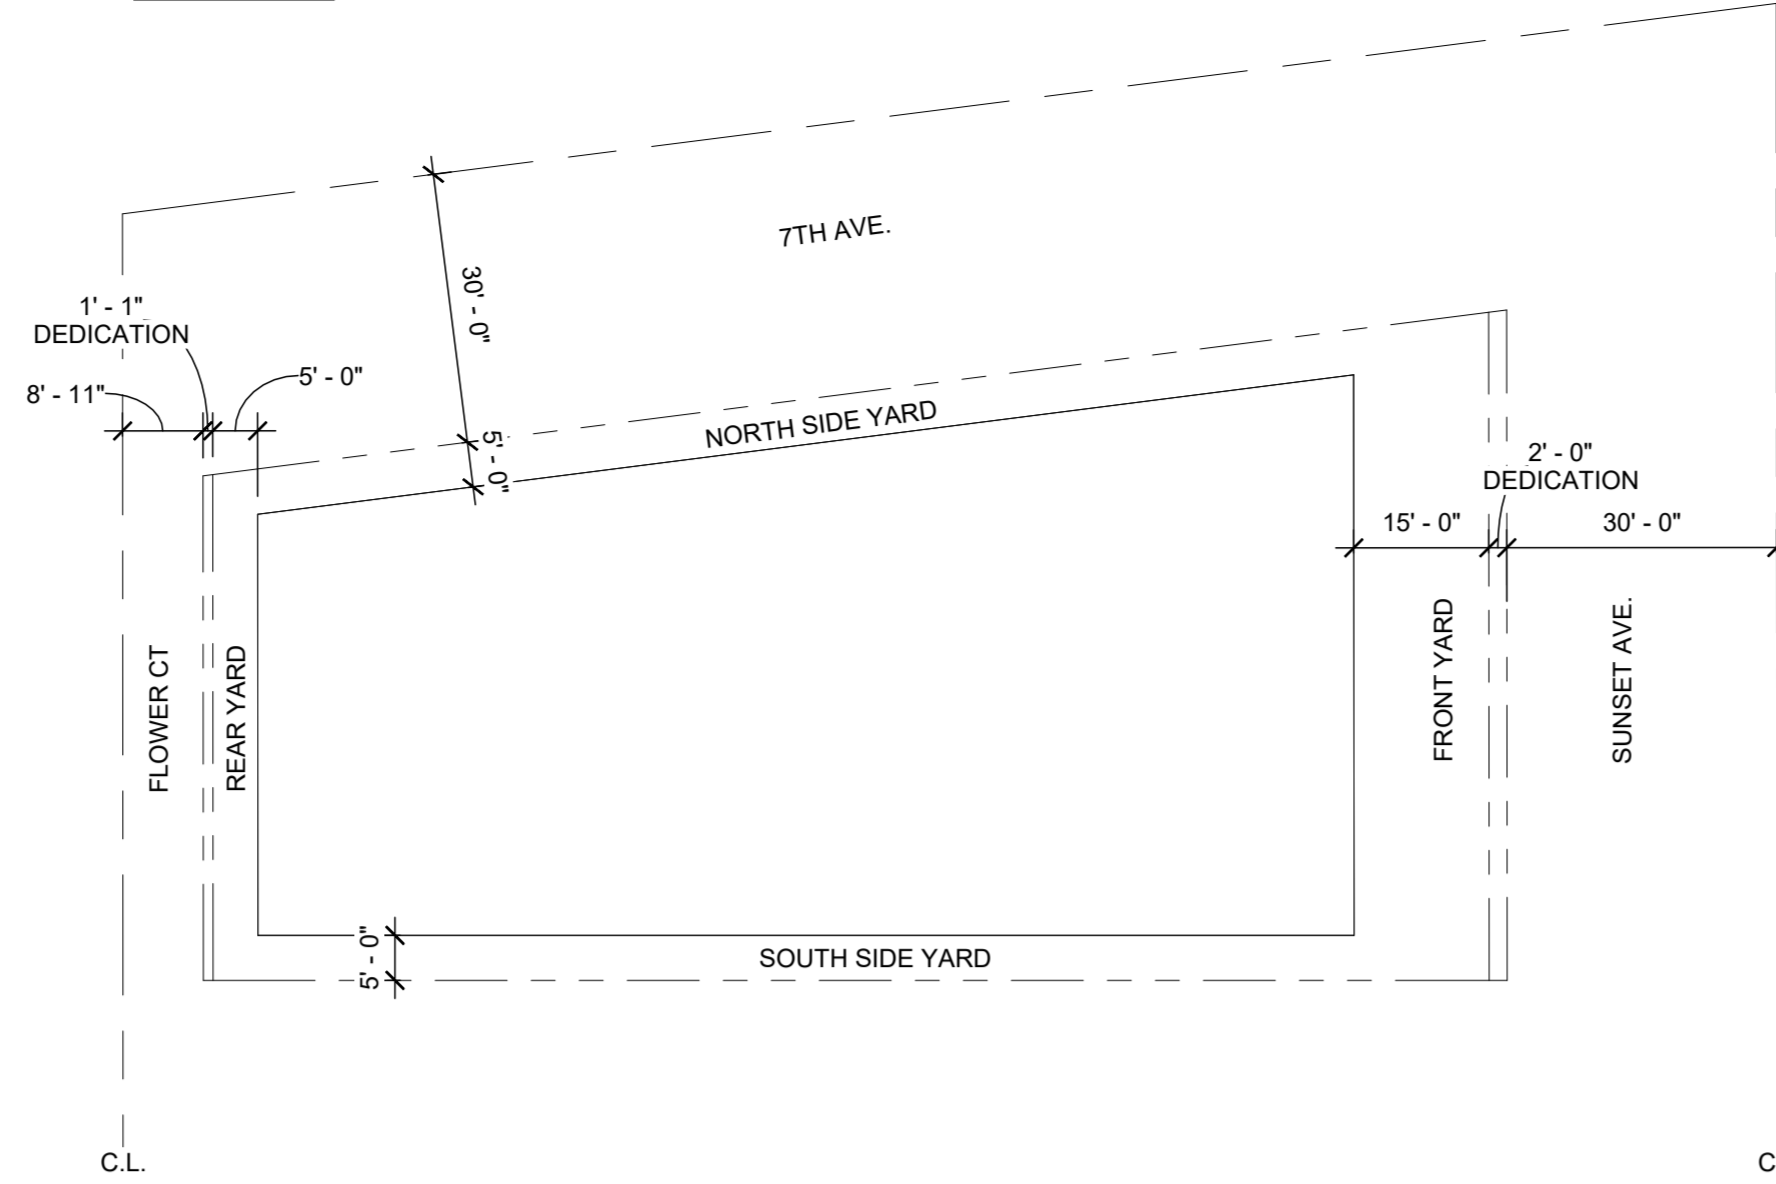 7TH AVE.
30' - 0"
1' - 1"
DEDICATION
8' - 11"
5' - 0"
5' - 0"
NORTH SIDE YARD
2' - 0"
DEDICATION
15' - 0"
30' - 0"
FLOWER CT
REAR YARD
FRONT YARD
SUNSET AVE.
5' - 0"
SOUTH SIDE YARD
C.L.
C